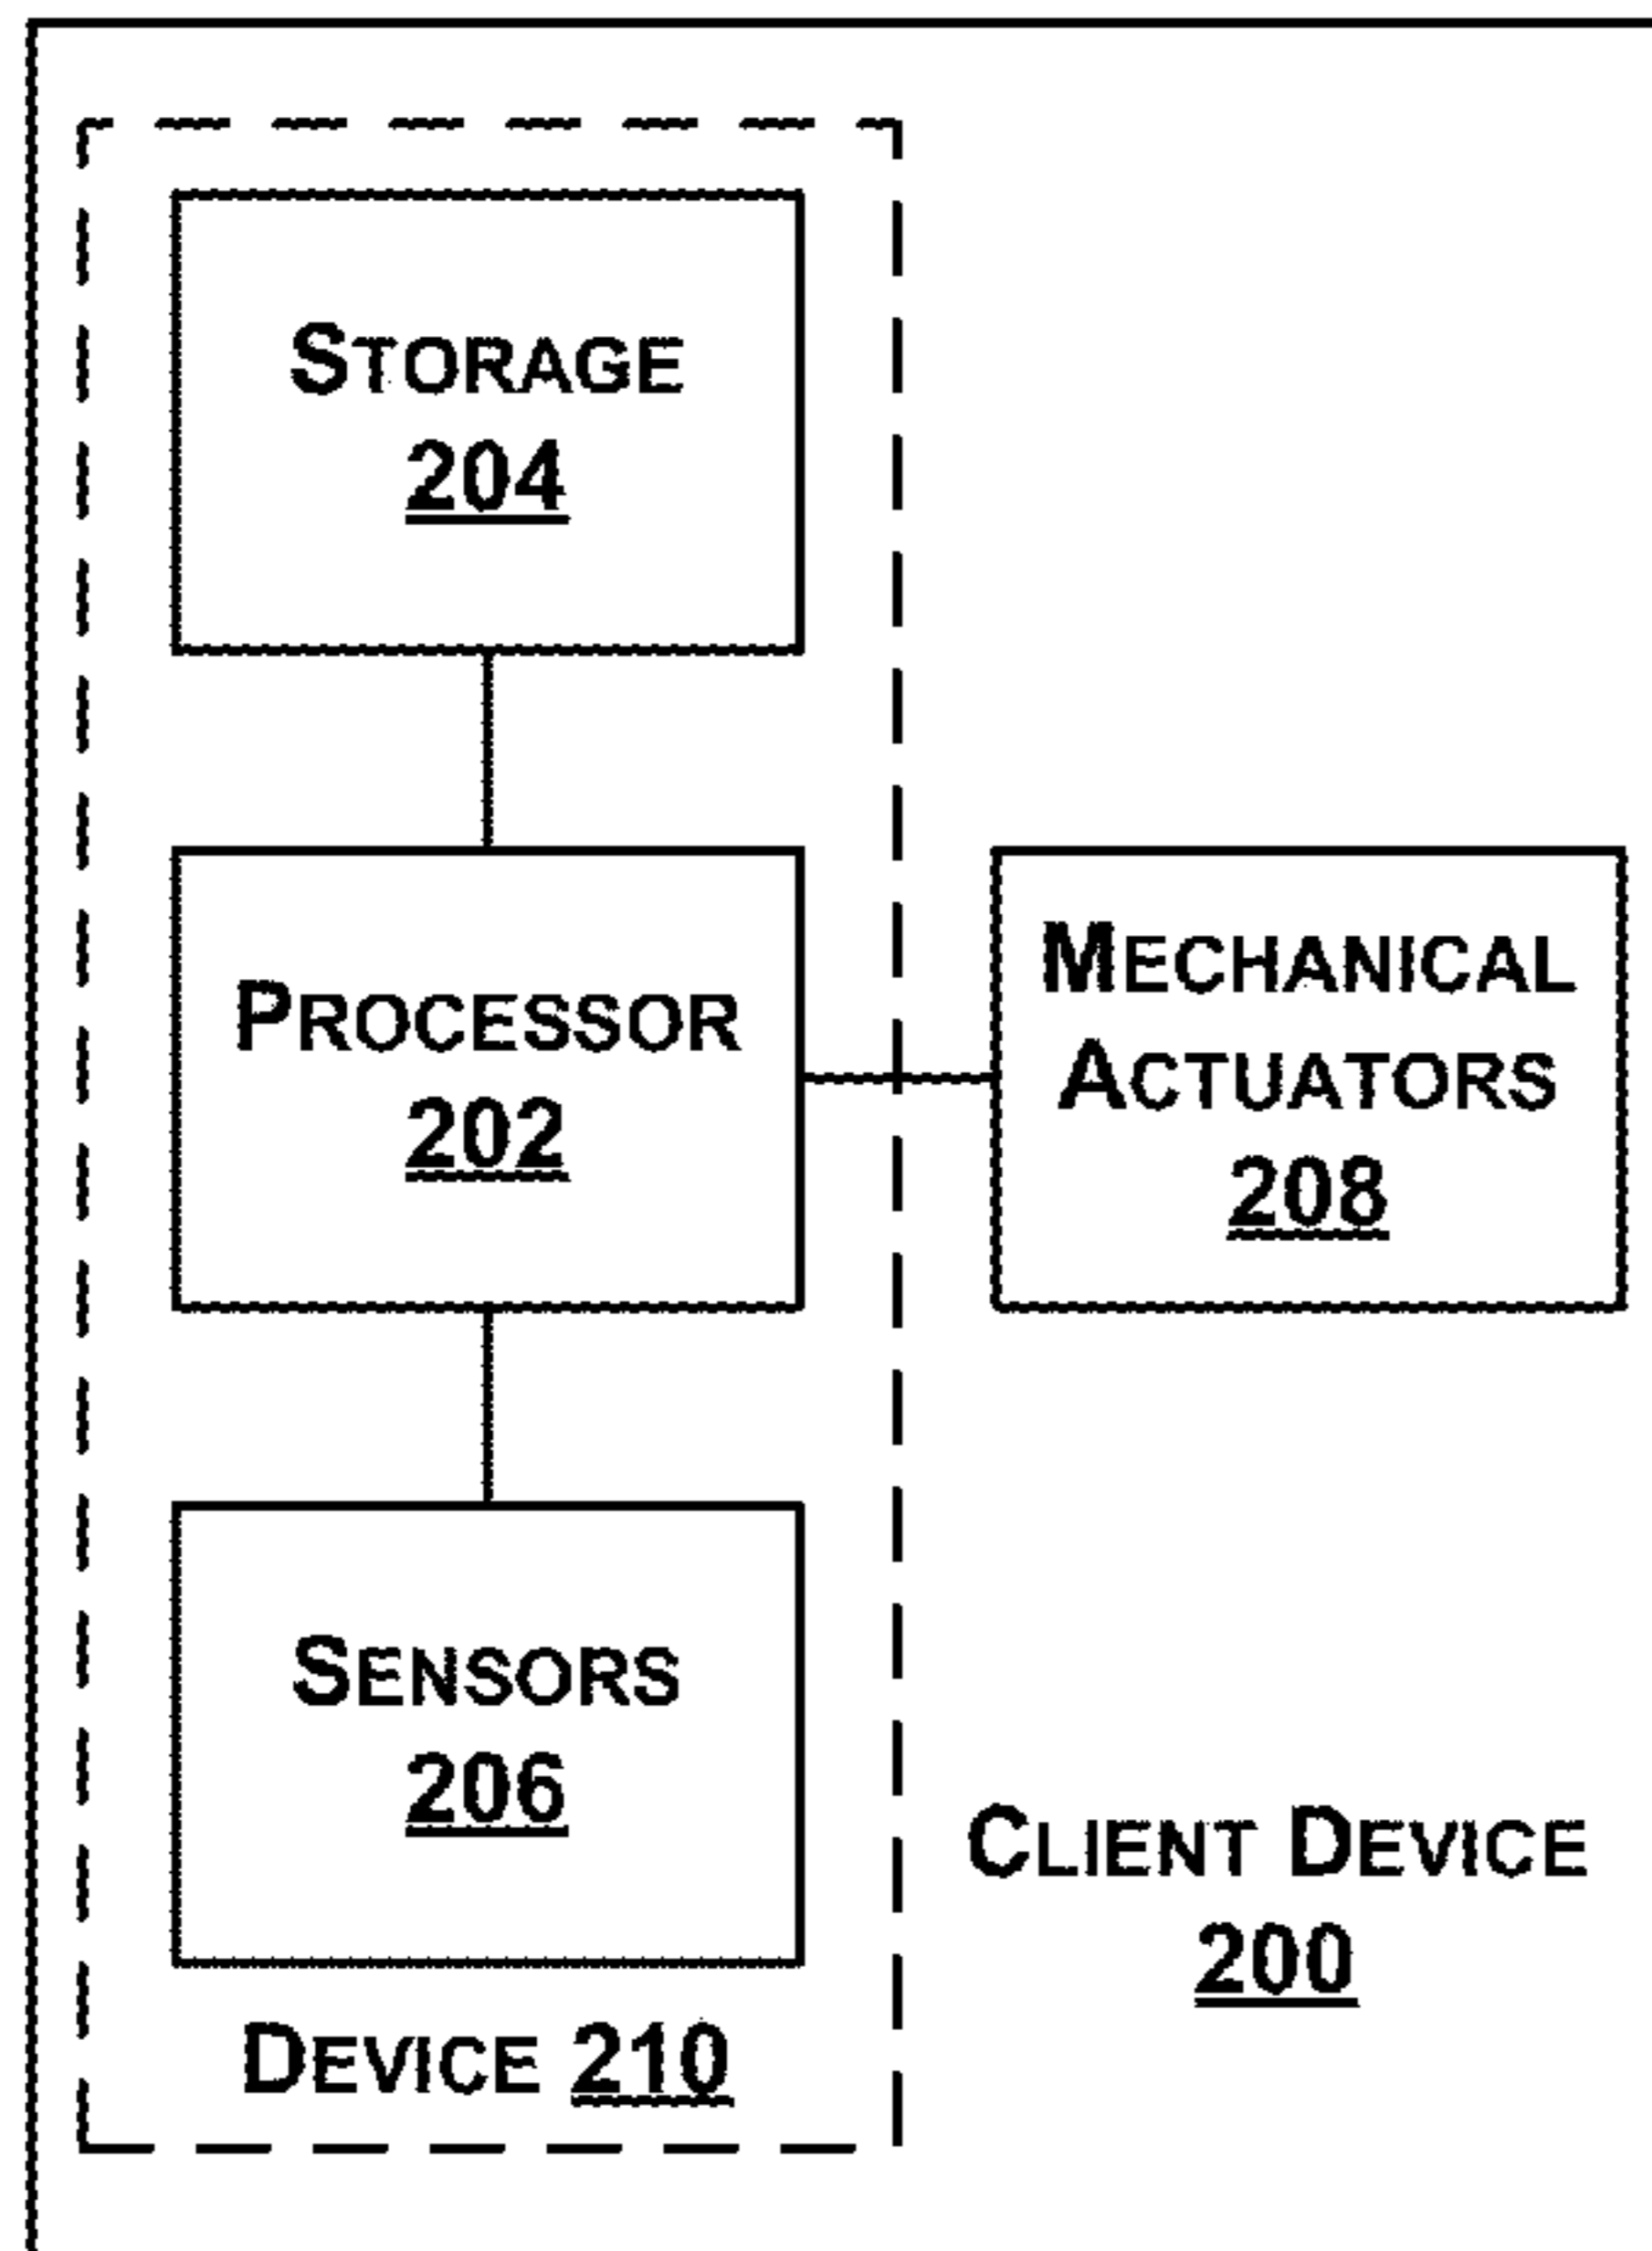 STORAGE
204
PROCESSOR
202
MECHANICAL
ACTUATORS
208
SENSORS
206
DEVICE 210
CLIENT DEVICE
200